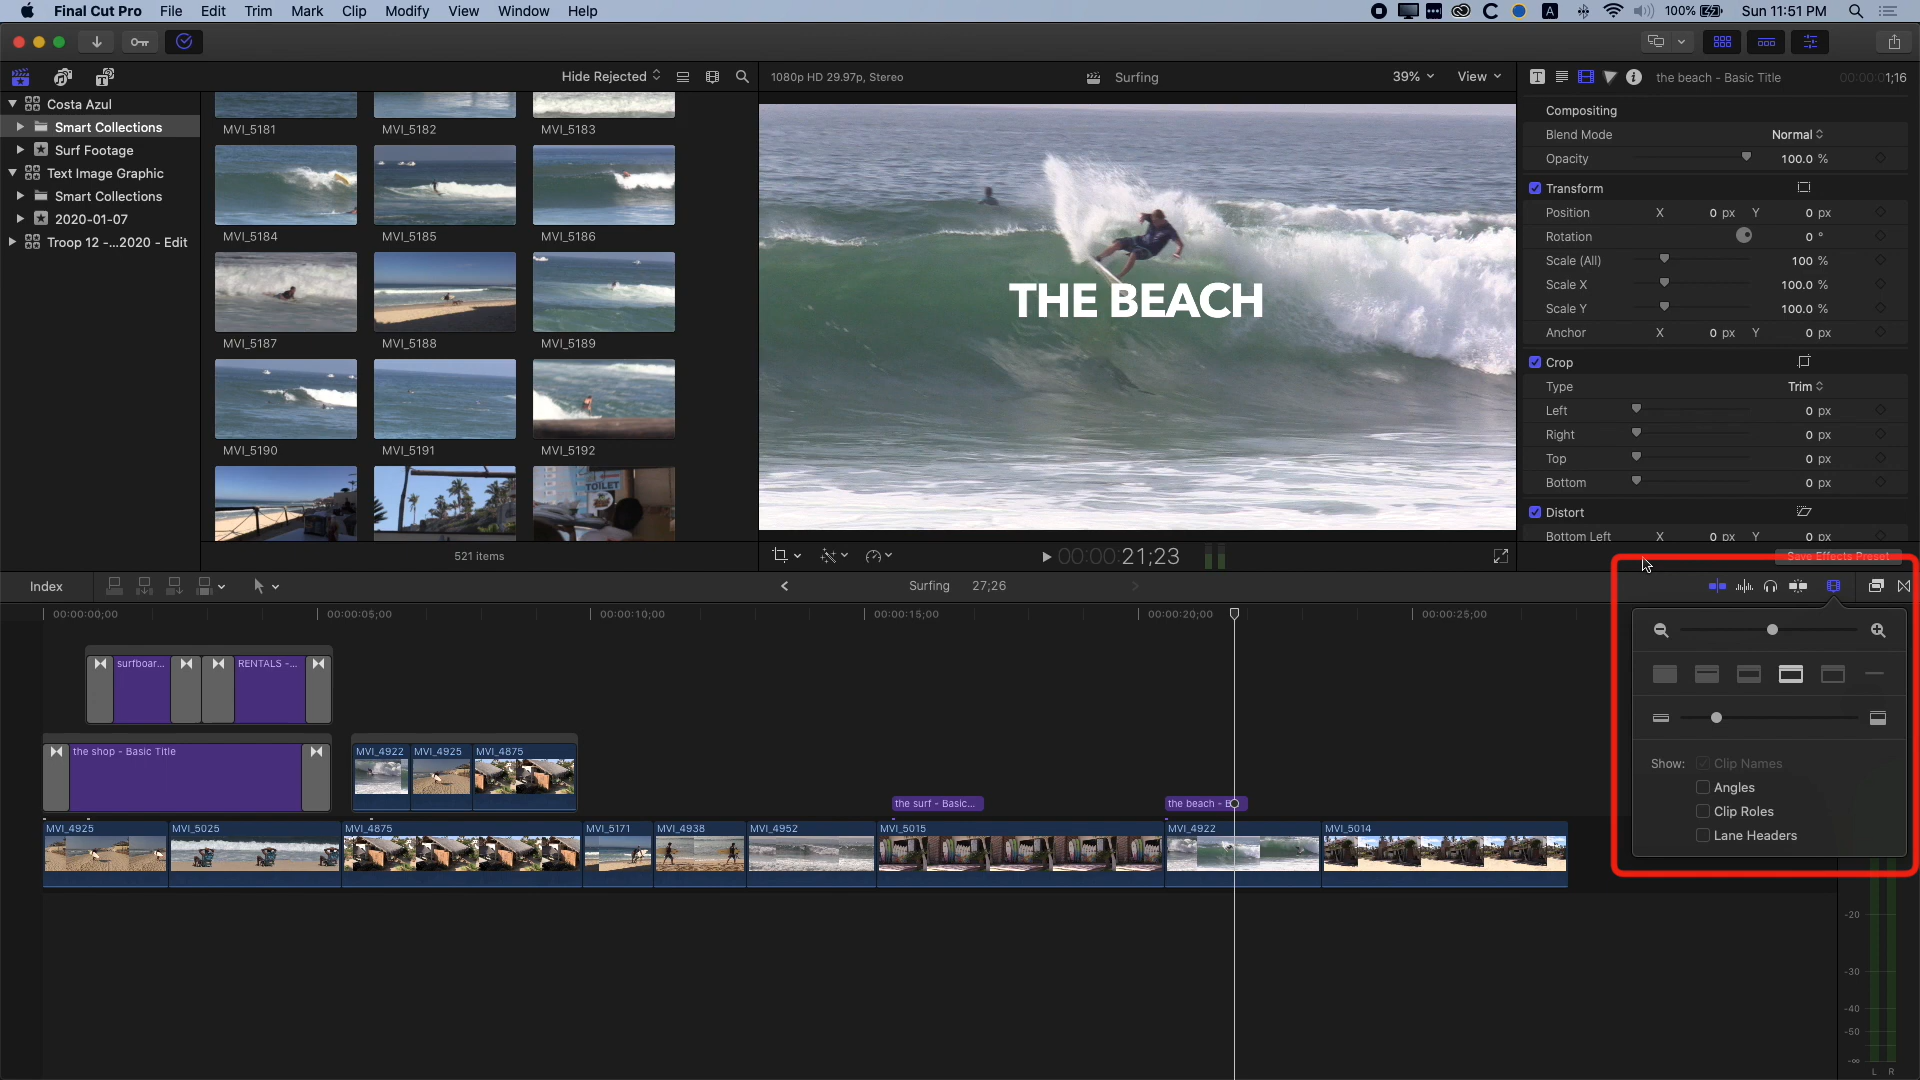 Final Cut Pro File Edit Trim Mark Clip Modify View Window Help
A 100% Sun 11:51 PM
Hide Rejected
1080p HD 29.97p, Stereo
Surfing
39% View
the beach - Basic Title
00:00:01;16
Costa Azul
Smart Collections
Surf Footage
Text Image Graphic
Smart Collections
2020-01-07
Troop 12 -...2020 - Edit
MVI_5181 MVI_5182 MVI_5183
MVI_5184 MVI_5185 MVI_5186
MVI_5187 MVI_5188 MVI_5189
MVI_5190 MVI_5191 MVI_5192
TOILET
P
521 items
THE BEACH
00:00:21;23
Compositing
Blend Mode Normal
Opacity 100.0 %
Transform
Position X 0 px Y 0 px
Rotation 0 °
Scale (All) 100 %
Scale X 100.0 %
Scale Y 100.0 %
Anchor X 0 px Y 0 px
Crop
Type Trim
Left 0 px
Right 0 px
Top 0 px
Bottom 0 px
Distort
Bottom Left X 0 px Y 0 px
Save Effects Preset
Index
Surfing 27;26
00:00:00;00 00:00:05;00 00:00:10;00 00:00:15;00 00:00:20;00 00:00:25;00
surfboar... RENTALS -...
the shop - Basic Title
MVI_4922 MVI_4925 MVI_4875
the surf - Basic...
the beach - B
MVI_4925 MVI_5025 MVI_4875 MVI_5171 MVI_4938 MVI_4952 MVI_5015 MVI_4922 MVI_5014
Show: Clip Names
Angles
Clip Roles
Lane Headers
-20
-30
-40
-50
-∞
L R